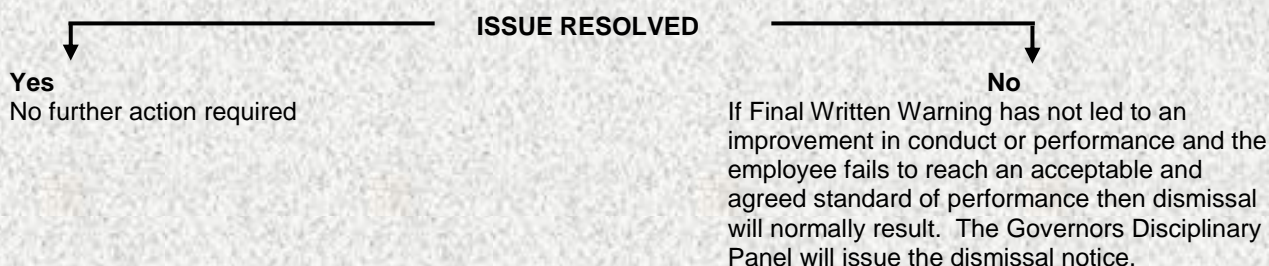 ISSUE RESOLVED
Yes
No further action required
No
If Final Written Warning has not led to an
improvement in conduct or performance and the
employee fails to reach an acceptable and
agreed standard of performance then dismissal
will normally result.  The Governors Disciplinary
Panel will issue the dismissal notice.